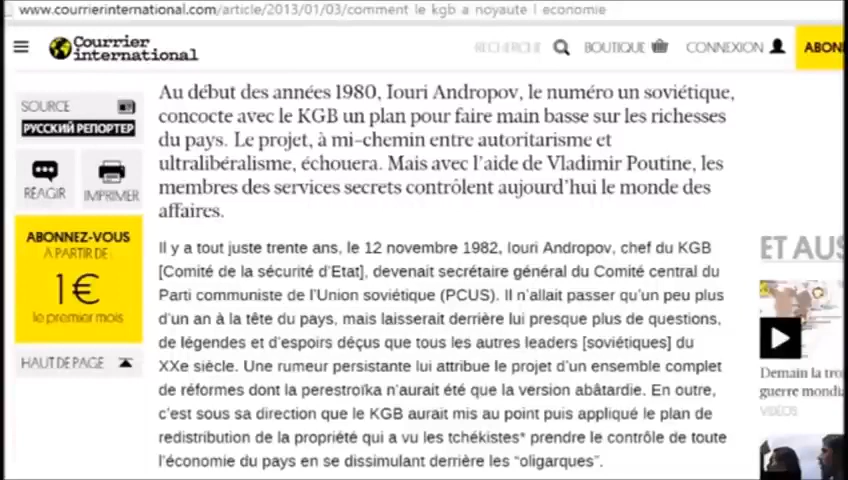 www.courrierinternational.com/article/2013/01/03/comment le kgb a noyaute l economie
Courrier
international
RECHERCHE
BOUTIQUE
CONNEXION
ABON
SOURCE
РУССКИЙ РЕПОРТЕР
RÉAGIR
IMPRIMER
ABONNEZ-VOUS
À PARTIR DE
1€
le premier mois
HAUT DE PAGE
Au début des années 1980, Iouri Andropov, le numéro un soviétique,
concocte avec le KGB un plan pour faire main basse sur les richesses
du pays. Le projet, à mi-chemin entre autoritarisme et
ultralibéralisme, échouera. Mais avec l'aide de Vladimir Poutine, les
membres des services secrets contrôlent aujourd'hui le monde des
affaires.
Il y a tout juste trente ans, le 12 novembre 1982, Iouri Andropov, chef du KGB
[Comité de la sécurité d'Etat], devenait secrétaire général du Comité central du
Parti communiste de l'Union soviétique (PCUS). Il n'allait passer qu'un peu plus
d'un an à la tête du pays, mais laisserait derrière lui presque plus de questions,
de légendes et d'espoirs déçus que tous les autres leaders [soviétiques] du
XXe siècle. Une rumeur persistante lui attribue le projet d'un ensemble complet
de réformes dont la perestroïka n'aurait été que la version abâtardie. En outre,
c'est sous sa direction que le KGB aurait mis au point puis appliqué le plan de
redistribution de la propriété qui a vu les tchékistes* prendre le contrôle de toute
l'économie du pays en se dissimulant derrière les "oligarques".
ET AUS
Demain la tro
guerre mondi
VIDÉOS